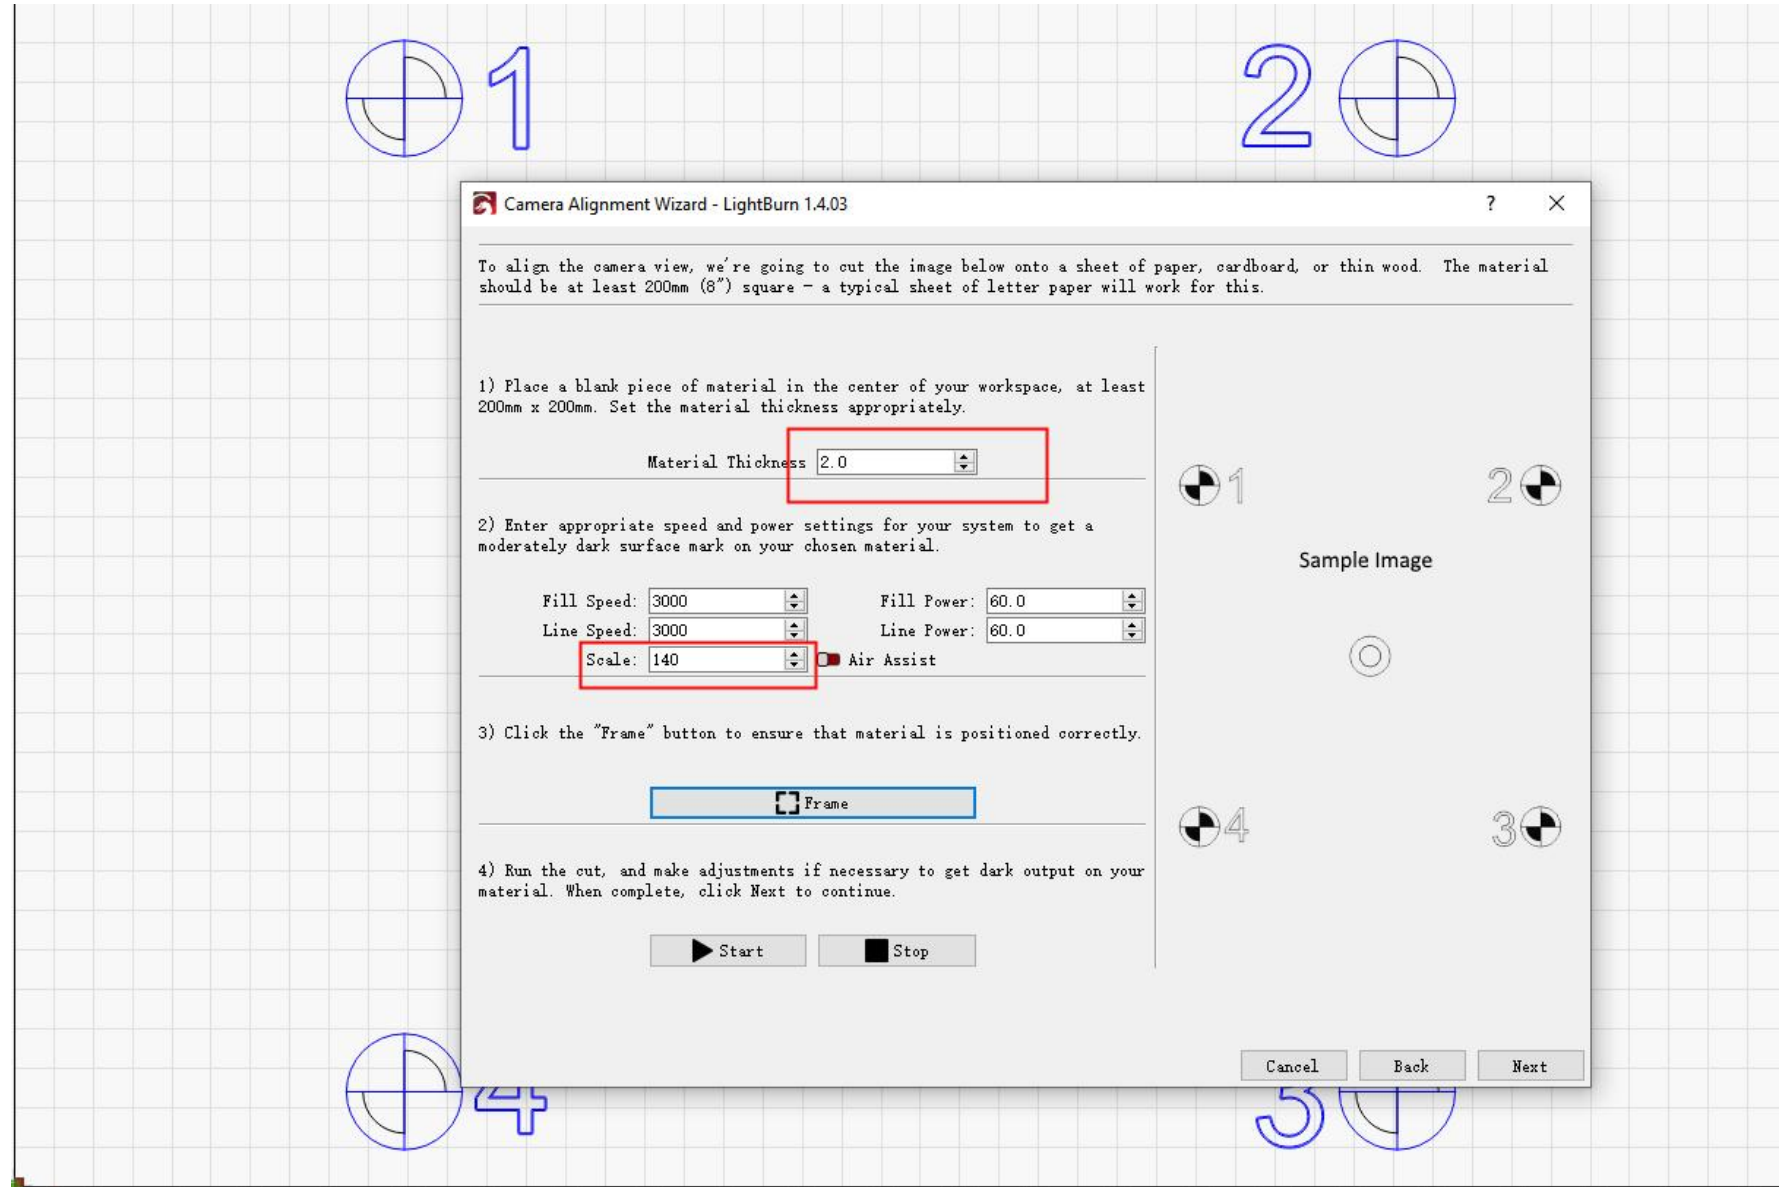 1
2
Camera Alignment Wizard - LightBurn 1.4.03
?
To align the camera view, we're going to cut the image below onto a sheet of paper, cardboard, or thin wood.  The material
should be at least 200mm (8") square - a typical sheet of letter paper will work for this.
1) Place a blank piece of material in the center of your workspace, at least
200mm x 200mm. Set the material thickness appropriately.
Material Thickness 2.0
2) Enter appropriate speed and power settings for your system to get a
moderately dark surface mark on your chosen material.
Fill Speed: 3000 Fill Power: 60.0
Line Speed: 3000 Line Power: 60.0
Scale: 140 Air Assist
3) Click the "Frame" button to ensure that material is positioned correctly.
Frame
4) Run the cut, and make adjustments if necessary to get dark output on your
material. When complete, click Next to continue.
Start Stop
1 2
Sample Image
4 3
Cancel Back Next
4
3